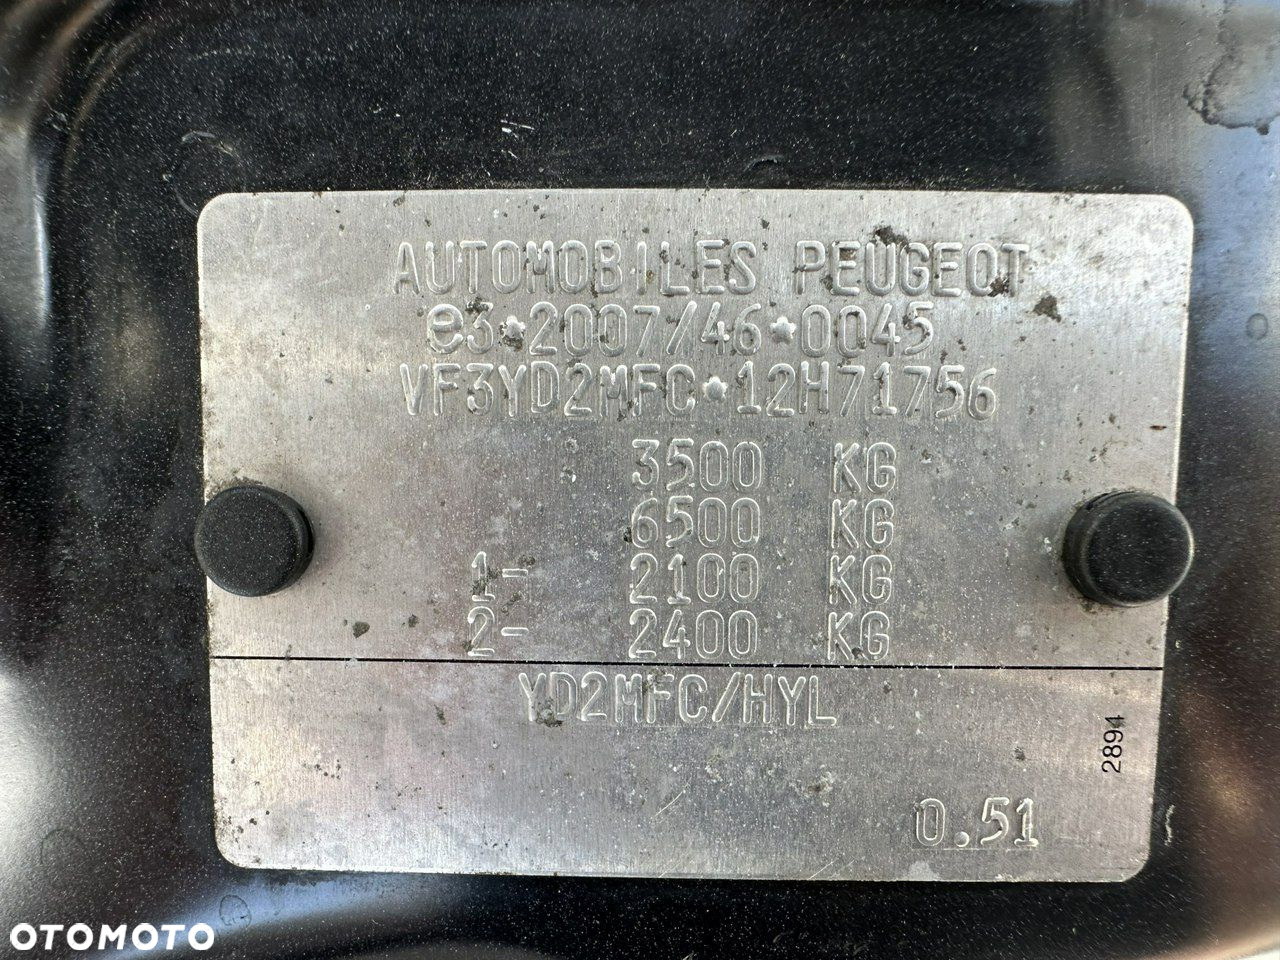 AUTOMOBILES PEUGEOT
e3*2007/46*0045
VF3YD2MFC*12H71756
3500 KG
6500 KG
1- 2100 KG
2- 2400 KG
YD2MFC/HYL
2894
0.51
OTOMOTO